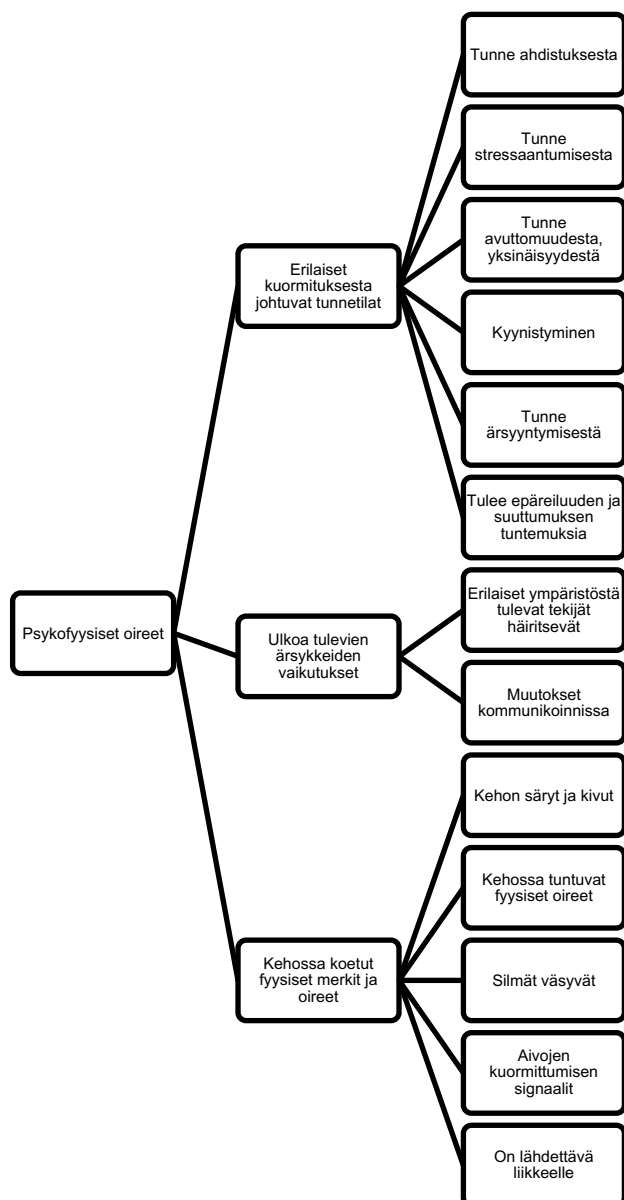 Tunne ahdistuksesta
Tunne
stressaantumisesta
Tunne
avuttomuudesta,
yksinäisyydestä
Erilaiset
kuormituksesta
johtuvat tunnetilat
Kyynistyminen
Tunne
ärsyyntymisestä
Tulee epäreiluuden ja
suuttumuksen
tuntemuksia
Psykofyysiset oireet
Ulkoa tulevien
ärsykkeiden
vaikutukset
Erilaiset ympäristöstä
tulevat tekijät
häiritsevät
Muutokset
kommunikoinnissa
Kehon säryt ja kivut
Kehossa tuntuvat
fyysiset oireet
Kehossa koetut
fyysiset merkit ja
oireet
Silmät väsyvät
Aivojen
kuormittumisen
signaalit
On lähdettävä
liikkeelle